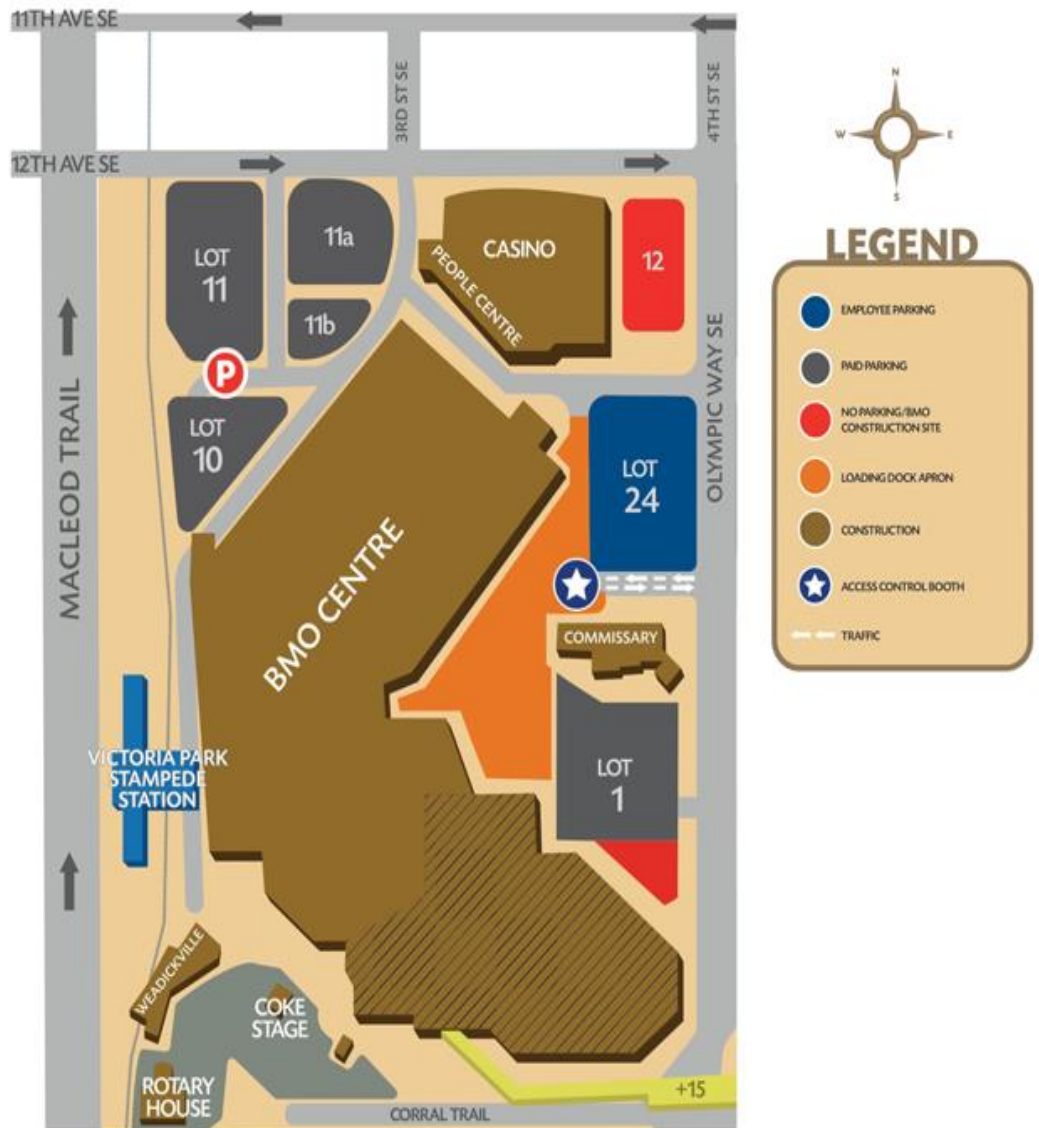 11TH AVE SE
3RD ST SE
4TH ST SE
12TH AVE SE
N
W
E
S
LOT
11
11a
11b
CASINO
PEOPLE CENTRE
12
P
LOT
10
MACLEOD TRAIL
OLYMPIC WAY SE
LOT
24
BMO CENTRE
COMMISSARY
LOT
1
VICTORIA PARK
STAMPEDE
STATION
WEADICKVILLE
COKE
STAGE
ROTARY
HOUSE
+15
CORRAL TRAIL
LEGEND
EMPLOYEE PARKING
PAID PARKING
NO PARKING/BMO
CONSTRUCTION SITE
LOADING DOCK APRON
CONSTRUCTION
ACCESS CONTROL BOOTH
TRAFFIC